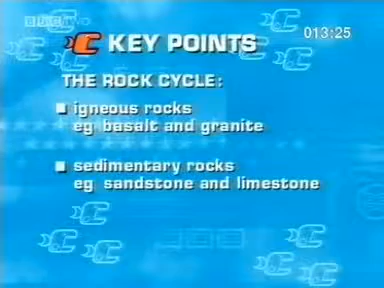 BBC TWO
013:25
C KEY POINTS
THE ROCK CYCLE:
igneous rocks
eg basalt and granite
sedimentary rocks
eg sandstone and limestone